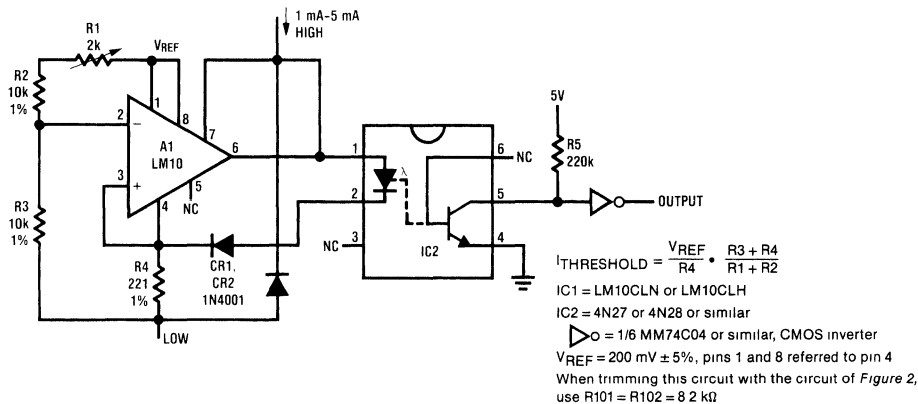 1 mA-5 mA
HIGH
R1
2k
VREF
R2
10k
1%
1
8
7
2
−
A1
LM10
6
3
+
5
NC
4
R3
10k
1%
R4
221
1%
CR1,
CR2
1N4001
LOW
1
2
NC
3
λ
IC2
6
NC
5
4
5V
R5
220k
OUTPUT
ITHRESHOLD = VREF/R4 • R3 + R4/R1 + R2
IC1 = LM10CLN or LM10CLH
IC2 = 4N27 or 4N28 or similar
= 1/6 MM74C04 or similar, CMOS inverter
VREF = 200 mV ± 5%, pins 1 and 8 referred to pin 4
When trimming this circuit with the circuit of Figure 2,
use R101 = R102 = 8 2 kΩ